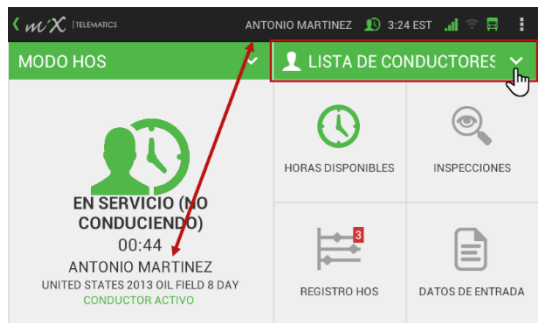 miX TELEMATICS ANTONIO MARTINEZ 3:24 EST
MODO HOS
LISTA DE CONDUCTORES
HORAS DISPONIBLES
INSPECCIONES
EN SERVICIO (NO
CONDUCIENDO)
00:44
ANTONIO MARTINEZ
UNITED STATES 2013 OIL FIELD 8 DAY
CONDUCTOR ACTIVO
3
REGISTRO HOS
DATOS DE ENTRADA